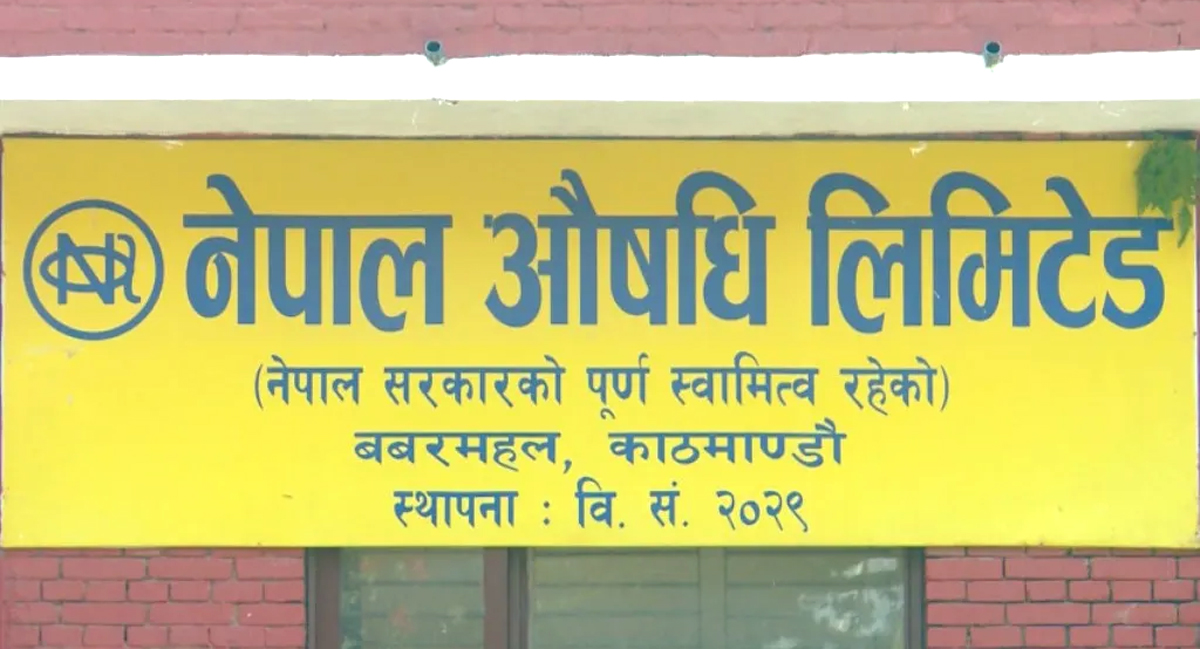 नेपाल औषधि लिमिटेड
(नेपाल सरकारको पूर्ण स्वामित्व रहेको)
बबरमहल, काठमाण्डौ
स्थापना : वि. सं. २०२९